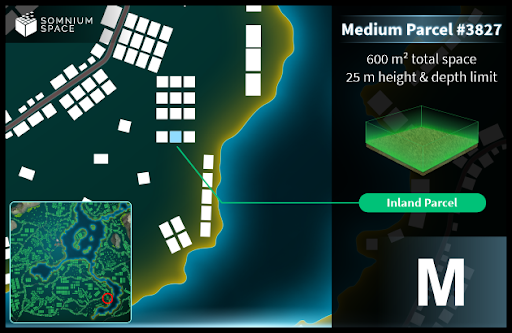 SOMNIUM
SPACE
Medium Parcel #3827
600 m² total space
25 m height & depth limit
Inland Parcel
M